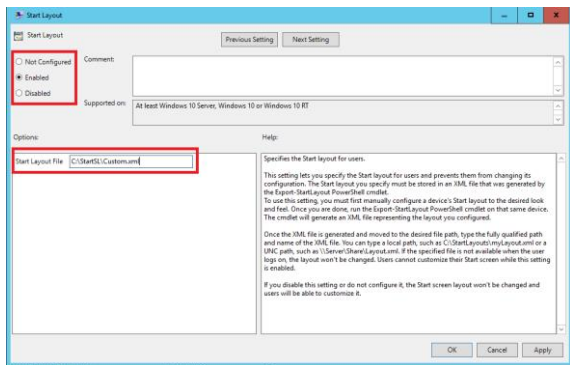 Start Layout
Start Layout
Previous Setting
Next Setting
Not Configured
Comment:
Enabled
Disabled
Supported on:
At least Windows 10 Server, Windows 10 or Windows 10 RT
Options:
Help:
Start Layout File
C:\StartSL\Custom.xml
Specifies the Start layout for users.
This setting lets you specify the Start layout for users and prevents them from changing its
configuration. The Start layout you specify must be stored in an XML file that was generated by
the Export-StartLayout PowerShell cmdlet.
To use this setting, you must first manually configure a device's Start layout to the desired look
and feel. Once you are done, run the Export-StartLayout PowerShell cmdlet on that same device.
The cmdlet will generate an XML file representing the layout you configured.
Once the XML file is generated and moved to the desired file path, type the fully qualified path
and name of the XML file. You can type a local path, such as C:\StartLayouts\myLayout.xml or a
UNC path, such as \\Server\Share\Layout.xml. If the specified file is not available when the user
logs on, the layout won't be changed. Users cannot customize their Start screen while this setting
is enabled.
If you disable this setting or do not configure it, the Start screen layout won't be changed and
users will be able to customize it.
OK
Cancel
Apply